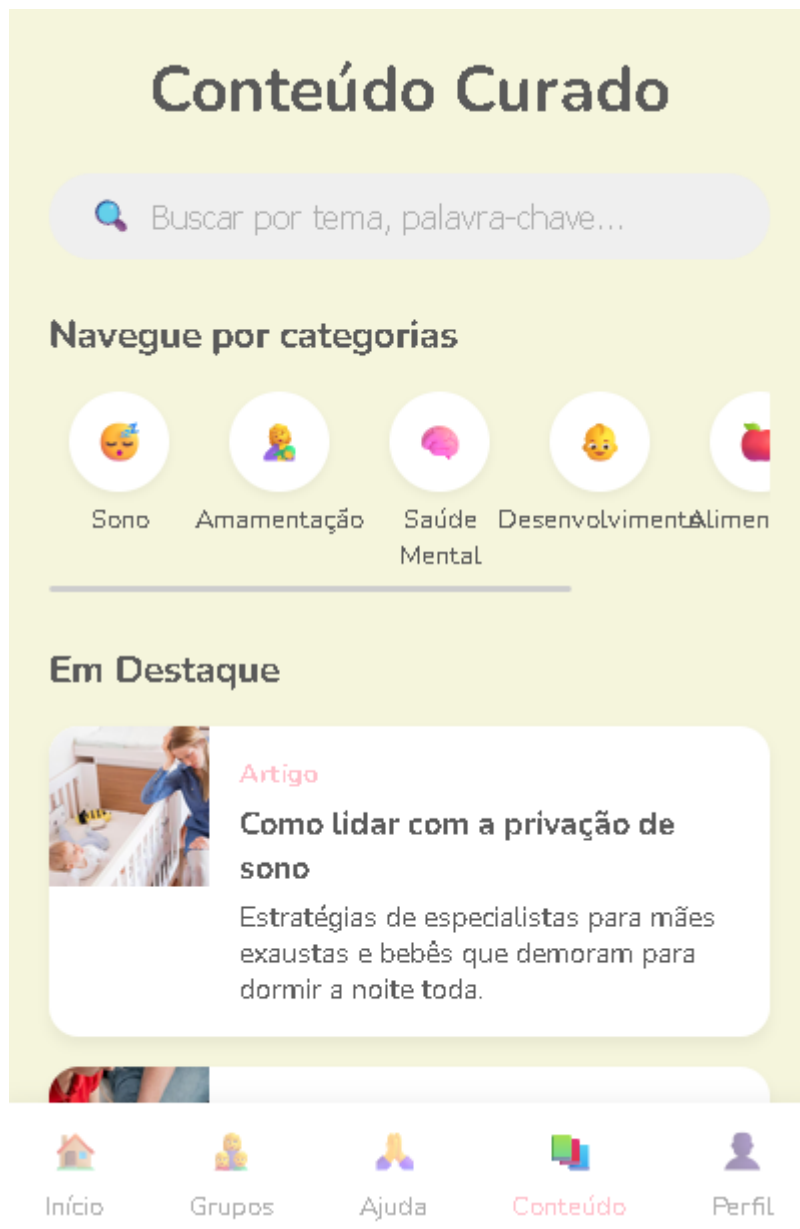 Conteúdo Curado
Buscar por tema, palavra-chave...
Navegue por categorias
Sono
Amamentação
Saúde
Mental
Desenvolvimento
Alimen
Em Destaque
Artigo
Como lidar com a privação de
sono
Estratégias de especialistas para mães
exaustas e bebês que demoram para
dormir a noite toda.
Início
Grupos
Ajuda
Conteúdo
Perfil